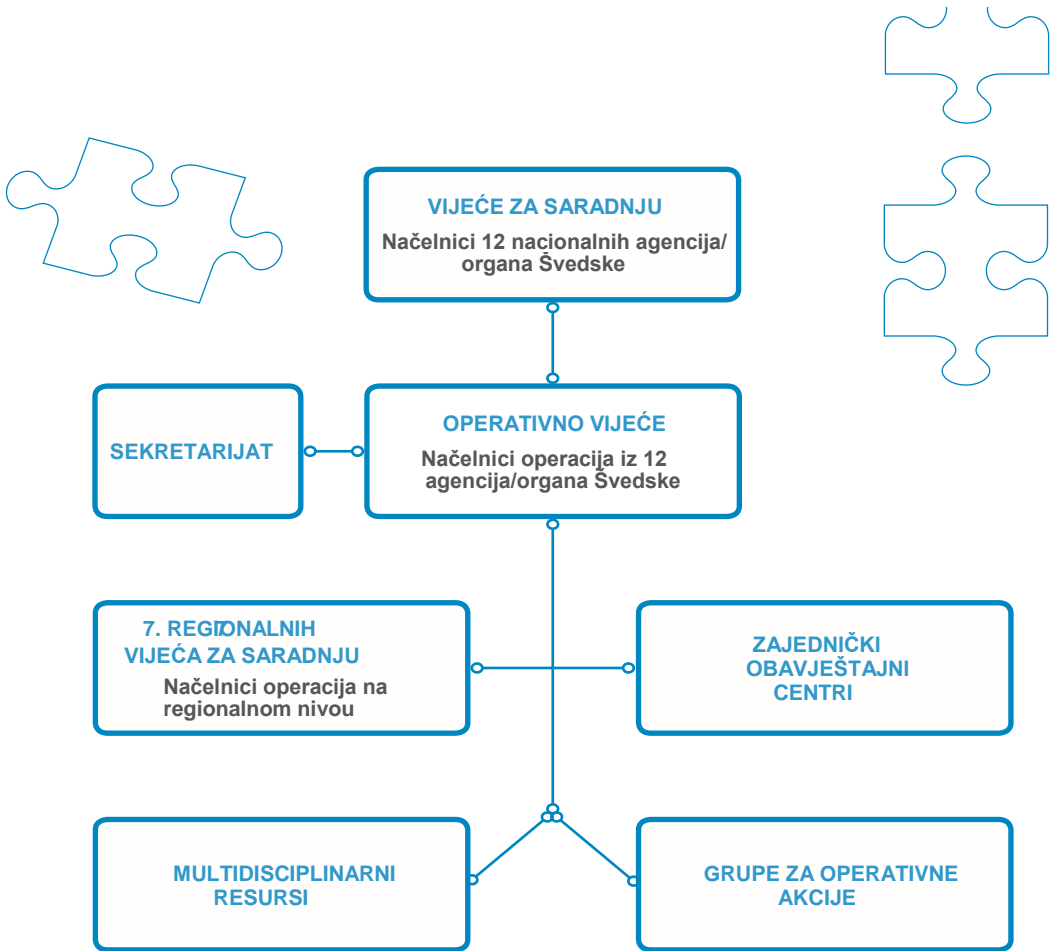 VIJEĆE ZA SARADNJU
Načelnici 12 nacionalnih agencija/
organa Švedske
SEKRETARIJAT
OPERATIVNO VIJEĆE
Načelnici operacija iz 12
agencija/organa Švedske
7. REGIONALNIH
VIJEĆA ZA SARADNJU
Načelnici operacija na
regionalnom nivou
ZAJEDNIČKI
OBAVJEŠTAJNI
CENTRI
MULTIDISCIPLINARNI
RESURSI
GRUPE ZA OPERATIVNE
AKCIJE